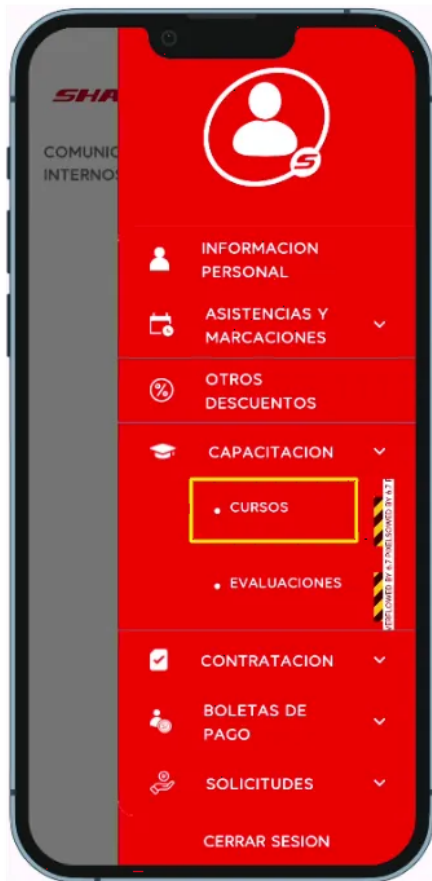 SHA
COMUNIC
INTERNOS
S
INFORMACION
PERSONAL
ASISTENCIAS Y
MARCACIONES
OTROS
DESCUENTOS
CAPACITACION
CURSOS
EVALUACIONES
CONTRATACION
BOLETAS DE
PAGO
SOLICITUDES
CERRAR SESION